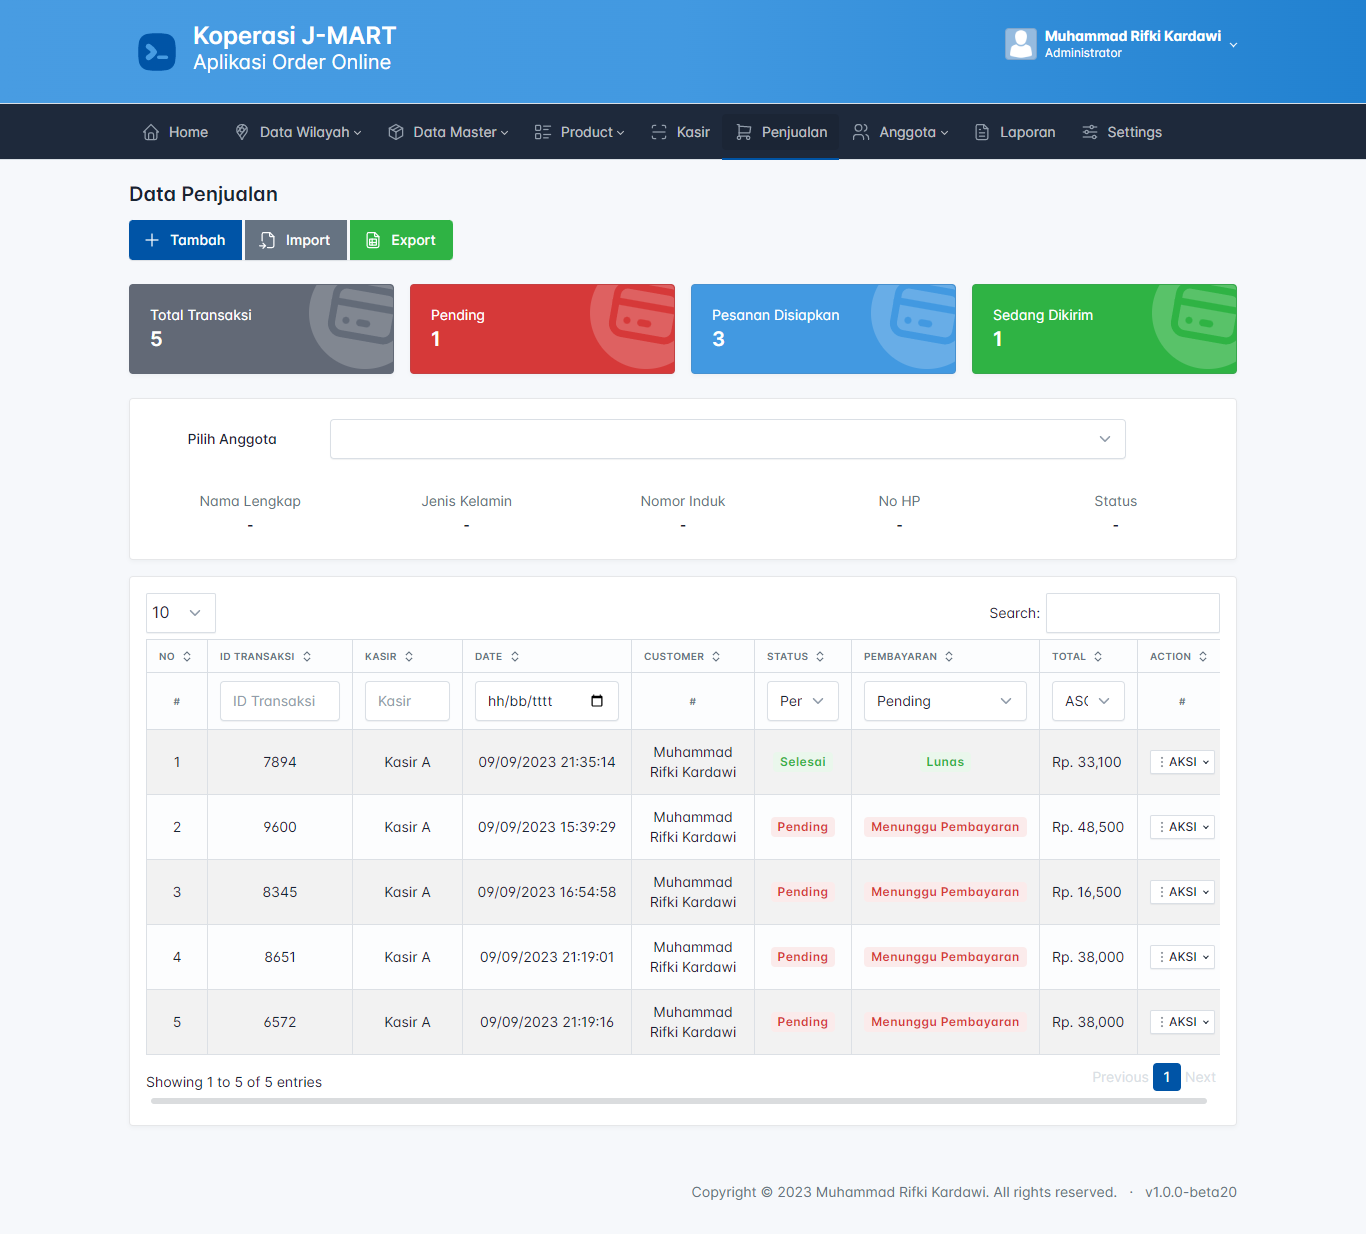 Koperasi J-MART
Aplikasi Order Online
Muhammad Rifki Kardawi
Administrator
Home Data Wilayah Data Master Product Kasir Penjualan Anggota Laporan Settings
Data Penjualan
Tambah Import Export
Total Transaksi
5
Pending
1
Pesanan Disiapkan
3
Sedang Dikirim
1
Pilih Anggota
Nama Lengkap Jenis Kelamin Nomor Induk No HP Status
- - - - -
10 Search:
NO ID TRANSAKSI KASIR DATE CUSTOMER STATUS PEMBAYARAN TOTAL ACTION
# ID Transaksi Kasir hh/bb/tttt # Per Pending ASC #
1 7894 Kasir A 09/09/2023 21:35:14 Muhammad Rifki Kardawi Selesai Lunas Rp. 33,100 AKSI
2 9600 Kasir A 09/09/2023 15:39:29 Muhammad Rifki Kardawi Pending Menunggu Pembayaran Rp. 48,500 AKSI
3 8345 Kasir A 09/09/2023 16:54:58 Muhammad Rifki Kardawi Pending Menunggu Pembayaran Rp. 16,500 AKSI
4 8651 Kasir A 09/09/2023 21:19:01 Muhammad Rifki Kardawi Pending Menunggu Pembayaran Rp. 38,000 AKSI
5 6572 Kasir A 09/09/2023 21:19:16 Muhammad Rifki Kardawi Pending Menunggu Pembayaran Rp. 38,000 AKSI
Showing 1 to 5 of 5 entries Previous 1 Next
Copyright © 2023 Muhammad Rifki Kardawi. All rights reserved. · v1.0.0-beta20